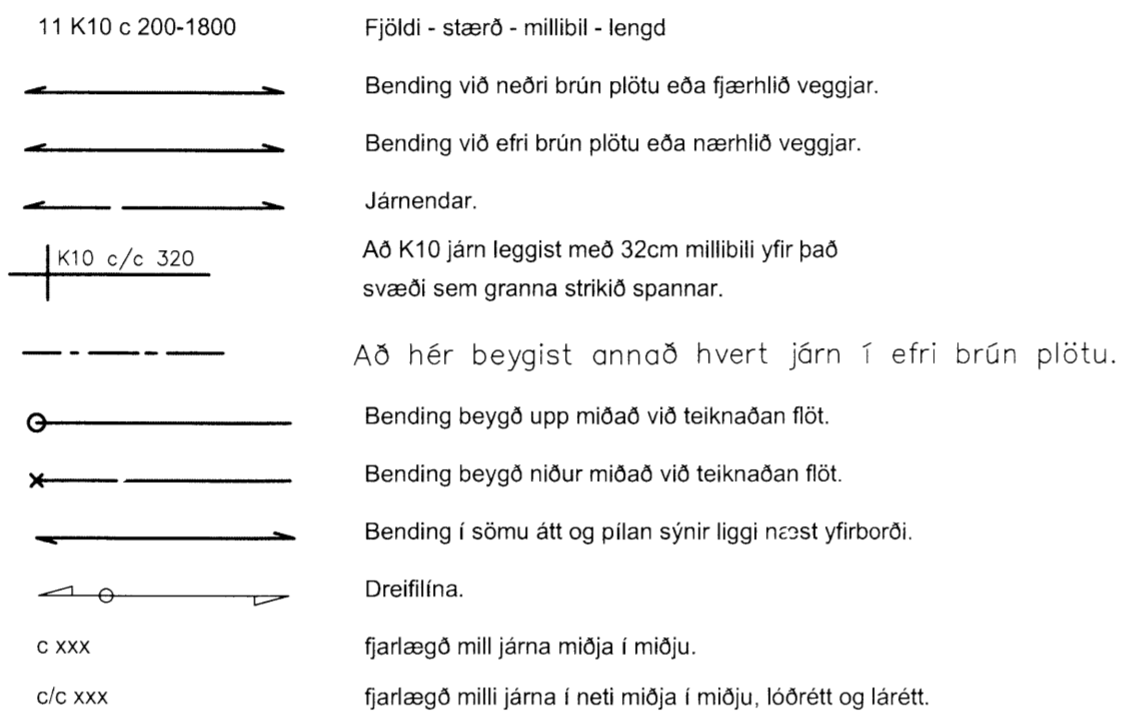 11 K10 c 200-1800 Fjöldi - stærð - millibil - lengd
Bending við neðri brún plötu eða fjærhlið veggjar.
Bending við efri brún plötu eða nærhlið veggjar.
Járnendar.
K10 c/c 320 Að K10 járn leggist með 32cm millibili yfir það
svæði sem granna strikið spannar.
Að hér beygist annað hvert járn í efri brún plötu.
Bending beygð upp miðað við teiknaðan flöt.
Bending beygð niður miðað við teiknaðan flöt.
Bending í sömu átt og pílan sýnir liggi næst yfirborði.
Dreifilína.
c xxx fjarlægð mill járna miðja í miðju.
c/c xxx fjarlægð milli járna í neti miðja í miðju, lóðrétt og lárétt.